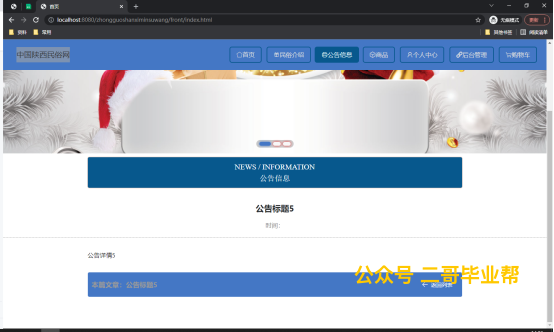 首页
localhost:8080/zhongguoshanximinsuwang/front/index.html
无痕模式
更新
资料
常用
其他书签
阅读清单
中国陕西民俗网
首页
民俗介绍
公告信息
商品
个人中心
后台管理
购物车
NEWS / INFORMATION
公告信息
公告标题5
时间:
公告详情5
本篇文章：公告标题5
公众号 二哥毕业帮